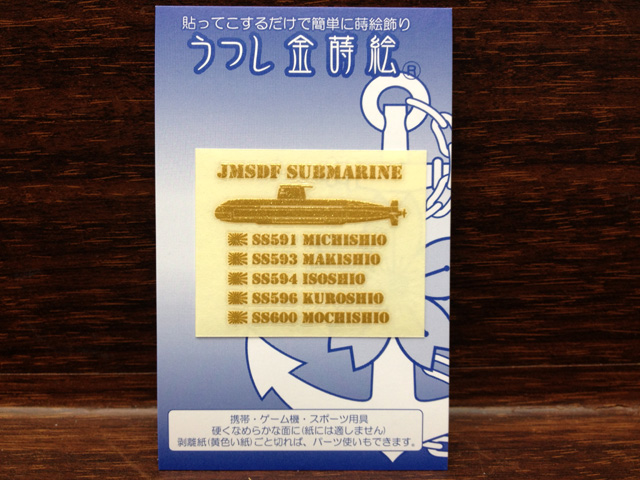 貼ってこするだけで簡単に蒔絵飾り
うつし金蒔絵®
JMSDF SUBMARINE
SS591 MICHISHIO
SS593 MAKISHIO
SS594 ISOSHIO
SS596 KUROSHIO
SS600 MOCHISHIO
携帯・ゲーム機・スポーツ用具
硬くなめらかな面に(紙には適しません)
剥離紙(黄色い紙)ごと切れば、パーツ使いもできます。